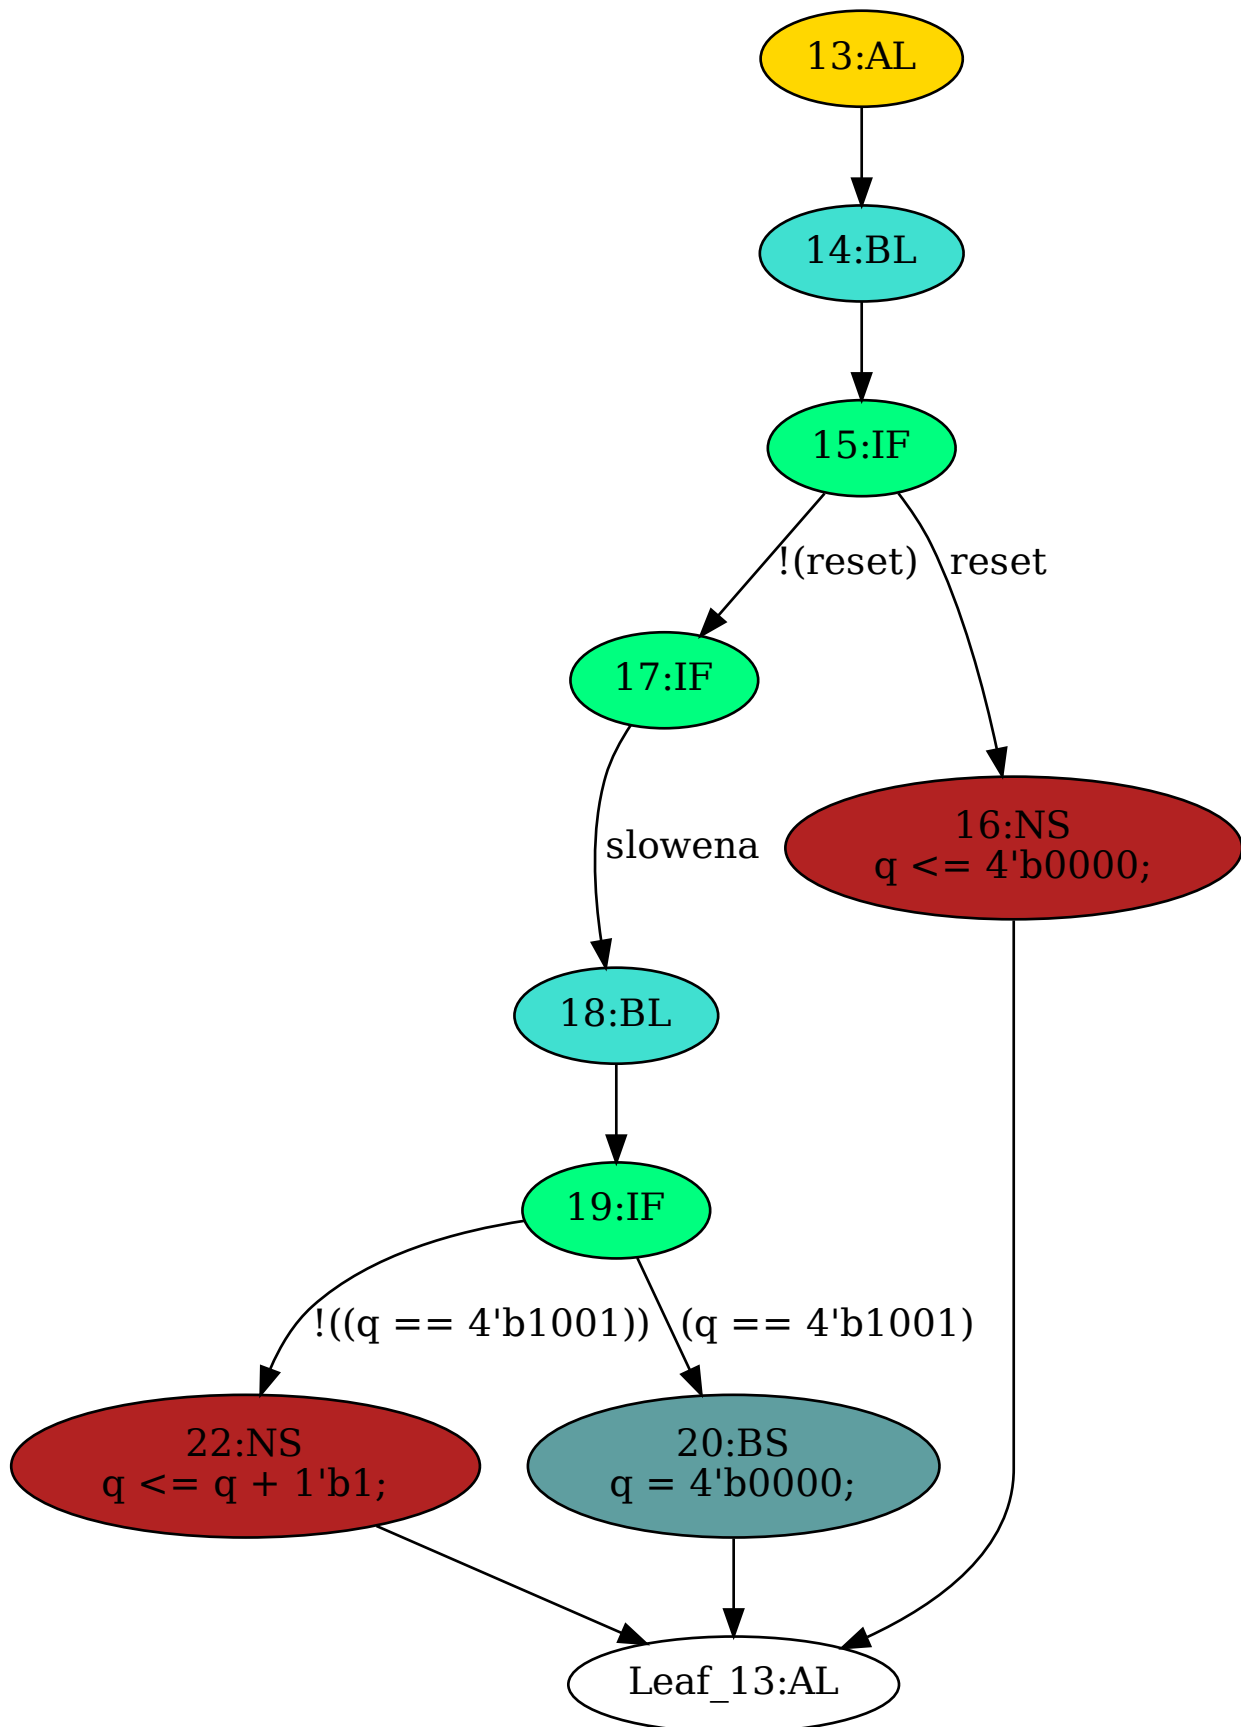 13:AL
14:BL
15:IF
!(reset)
reset
17:IF
slowena
16:NS
q <= 4'b0000;
18:BL
19:IF
!((q == 4'b1001))
(q == 4'b1001)
22:NS
q <= q + 1'b1;
20:BS
q = 4'b0000;
Leaf_13:AL